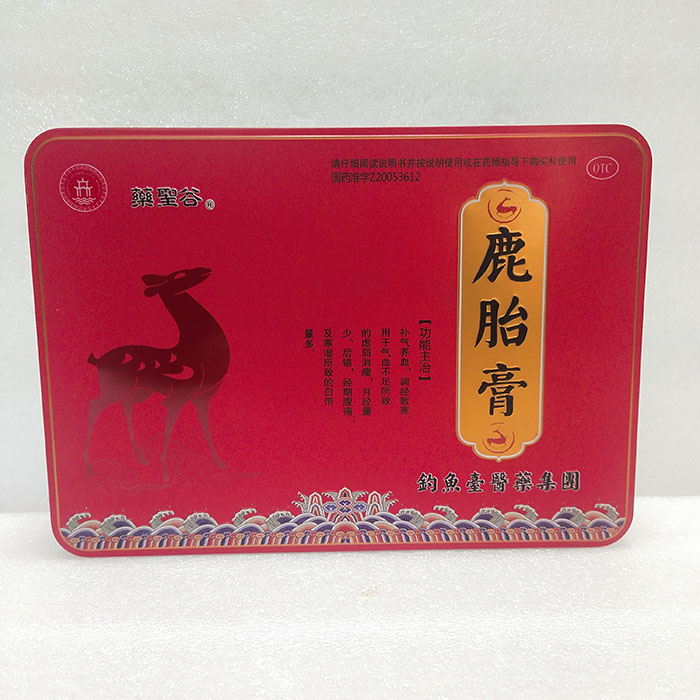 藥聖谷®
请仔细阅读说明书并按说明使用或在药师指导下购买和使用
国药准字Z20053612
OTC
鹿胎膏
【功能主治】
补气养血，调经散寒
用于气血不足所致
的虚弱消瘦，月经量
少，后错，经期腹痛，
及寒湿所致的白带
量多。
釣魚臺醫藥集團